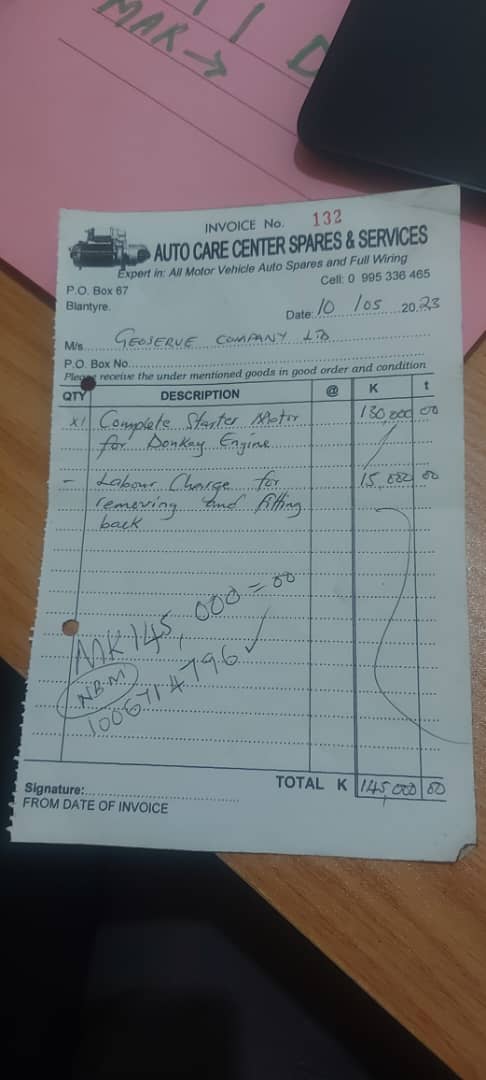 MAR →
INVOICE No. 132
AUTO CARE CENTER SPARES & SERVICES
Expert in: All Motor Vehicle Auto Spares and Full Wiring
P.O. Box 67
Cell: 0 995 336 465
Blantyre.
Date: 10 / 05 2023
M/s GEOSERVE COMPANY LTD
P.O. Box No.
Please receive the under mentioned goods in good order and condition
QTY DESCRIPTION @ K t
x1 Complete Starter Motor 130,000 00
for Donkey Engine
- Labour Charge for 15,000 00
removing and fitting
back
MK 145,000 = 00
NBM
1006714796 ✓
TOTAL K 145,000 00
Signature:
FROM DATE OF INVOICE